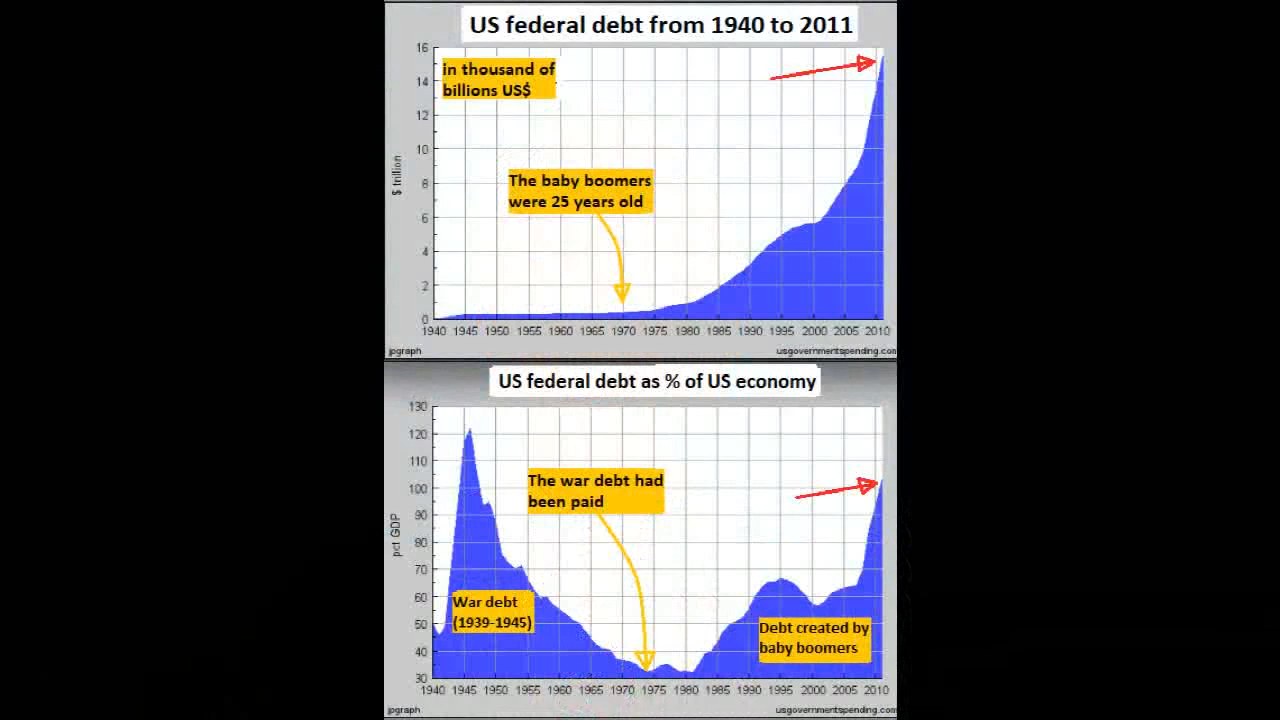 US federal debt from 1940 to 2011
16
in thousand of
billions US$
14
12
10
The baby boomers
were 25 years old
8
$ trillion
6
4
2
0
1940 1945 1950 1955 1960 1965 1970 1975 1980 1985 1990 1995 2000 2005 2010
jpgraph
usgovernmentspending.com
US federal debt as % of US economy
130
120
110
The war debt had
been paid
100
90
pct GDP
80
70
60
War debt
(1939-1945)
50
Debt created by
baby boomers
40
30
1940 1945 1950 1955 1960 1965 1970 1975 1980 1985 1990 1995 2000 2005 2010
jpgraph
usgovernmentspending.com